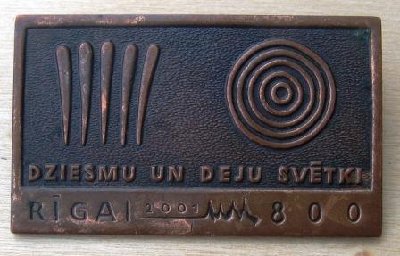 DZIESMU UN DEJU SVĒTKI
RĪGAI 2001 800